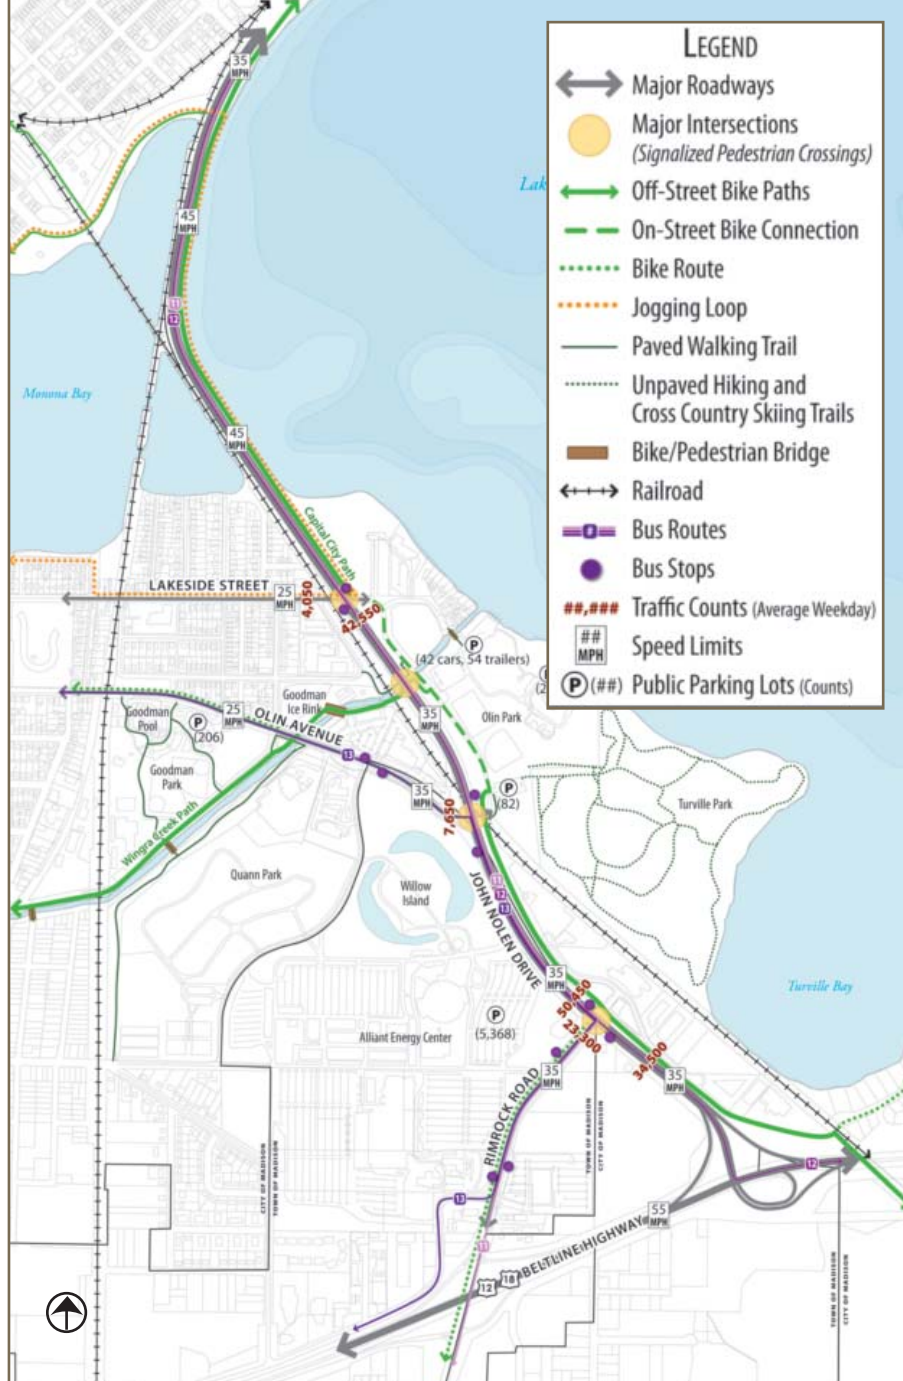 LEGEND
Major Roadways
Major Intersections
(Signalized Pedestrian Crossings)
Off-Street Bike Paths
On-Street Bike Connection
Bike Route
Jogging Loop
Paved Walking Trail
Unpaved Hiking and
Cross Country Skiing Trails
Bike/Pedestrian Bridge
Railroad
# Bus Routes
Bus Stops
##,### Traffic Counts (Average Weekday)
## MPH Speed Limits
P (##) Public Parking Lots (Counts)
35
MPH
Lak
45
MPH
11
12
Monona Bay
45
MPH
Capital City Path
LAKESIDE STREET
25
MPH
4,050
42,550
P
(42 cars, 54 trailers)
(2
Goodman
Ice Rink
Goodman
Pool
P
(206)
25
MPH
OLIN AVENUE
35
MPH
Olin Park
13
Goodman
Park
35
MPH
7,650
P
(82)
Turville Park
Wingra Creek Path
Quann Park
Willow
Island
11
12
13
JOHN NOLEN DRIVE
35
MPH
Turville Bay
50,450
23,300
34,500
P
(5,368)
Alliant Energy Center
35
MPH
35
MPH
RIMROCK ROAD
TOWN OF MADISON
CITY OF MADISON
CITY OF MADISON
TOWN OF MADISON
12
13
55
MPH
11
BELTLINE HIGHWAY
12
18
TOWN OF MADISON
CITY OF MADISON